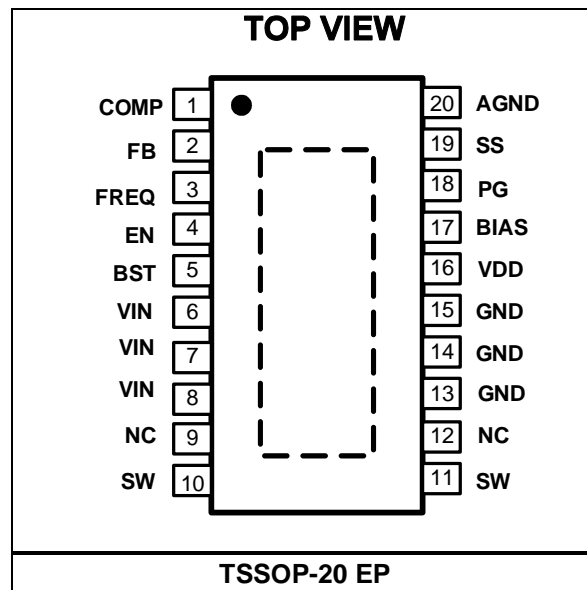 TOP VIEW
COMP 1
FB 2
FREQ 3
EN 4
BST 5
VIN 6
VIN 7
VIN 8
NC 9
SW 10
20 AGND
19 SS
18 PG
17 BIAS
16 VDD
15 GND
14 GND
13 GND
12 NC
11 SW
TSSOP-20 EP